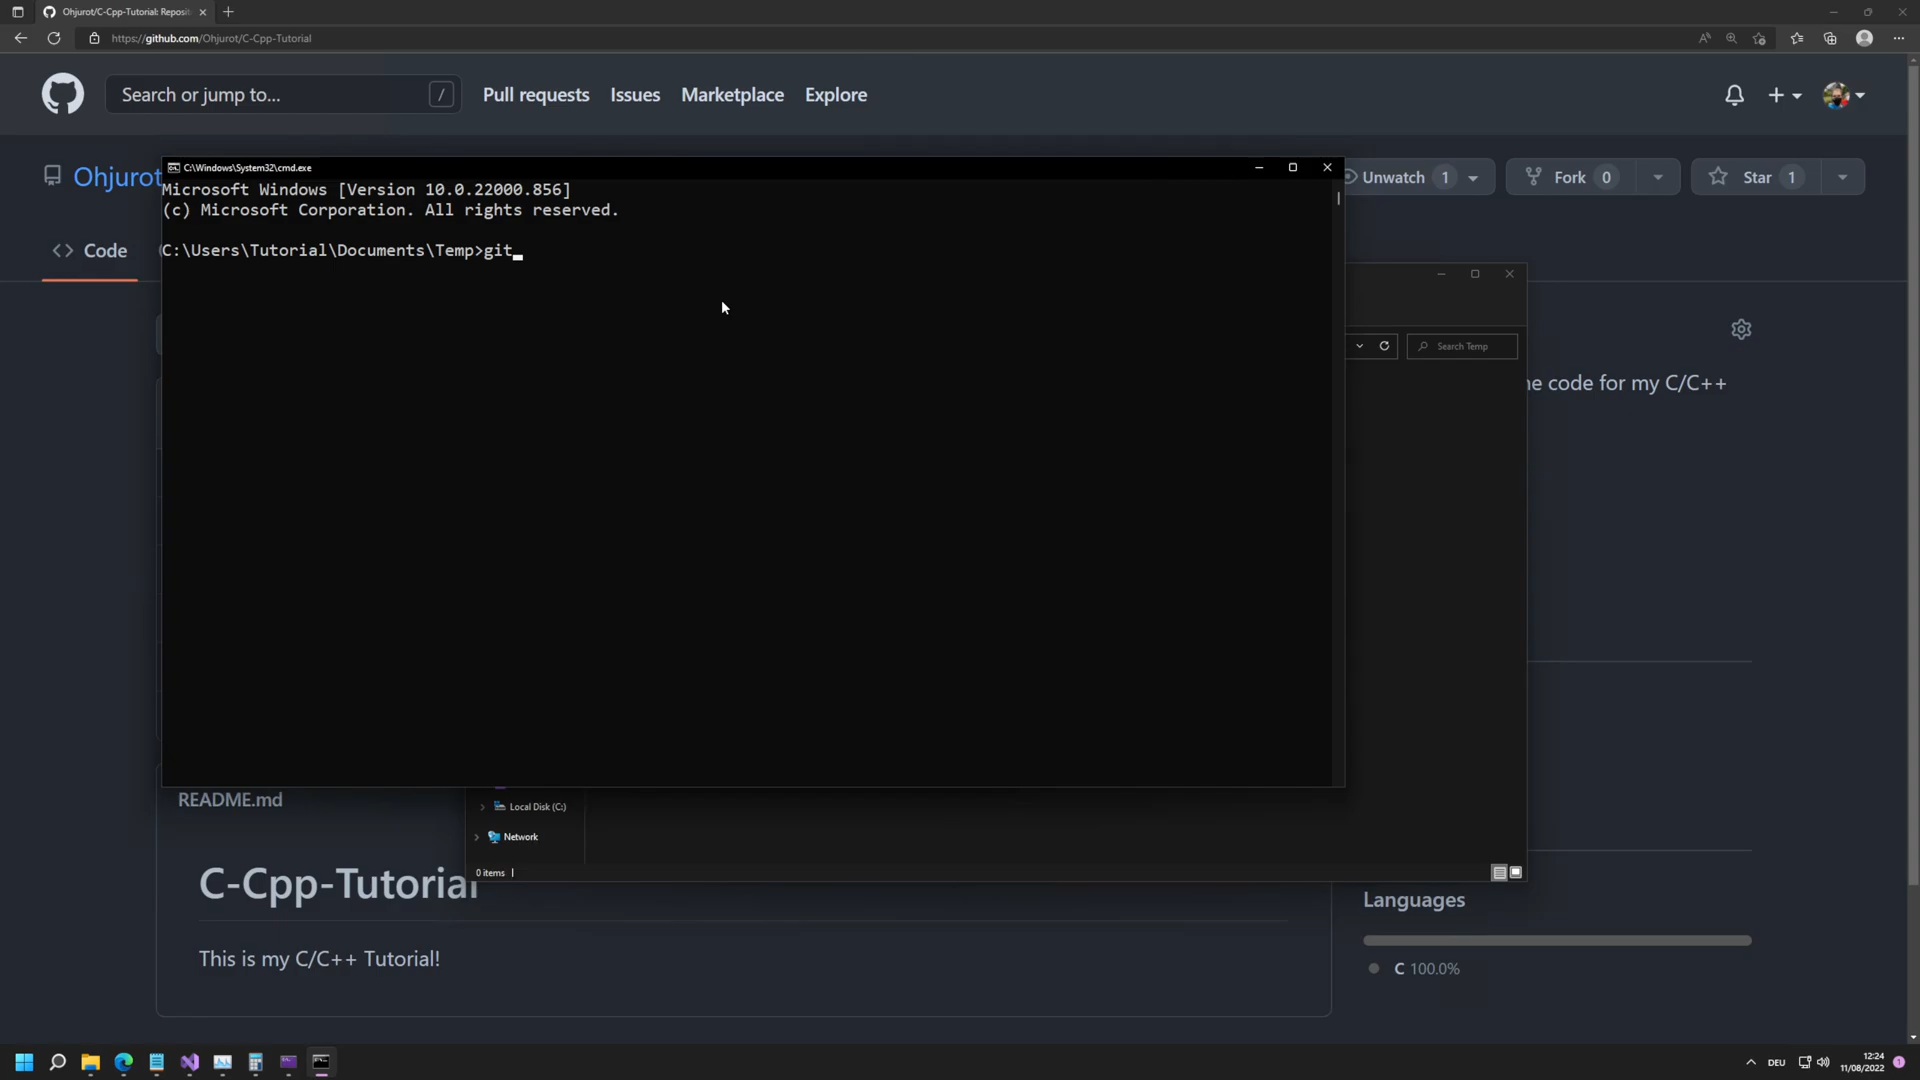 Ohjurot/C-Cpp-Tutorial: Reposit
https://github.com/Ohjurot/C-Cpp-Tutorial
Search or jump to...
/
Pull requests
Issues
Marketplace
Explore
Ohjurot
Unwatch 1
Fork 0
Star 1
Code
C:\Windows\System32\cmd.exe
Microsoft Windows [Version 10.0.22000.856]
(c) Microsoft Corporation. All rights reserved.
C:\Users\Tutorial\Documents\Temp>git_
Search Temp
he code for my C/C++
Local Disk (C:)
Network
0 items
README.md
C-Cpp-Tutorial
This is my C/C++ Tutorial!
Languages
C 100.0%
DEU
12:24
11/08/2022
1